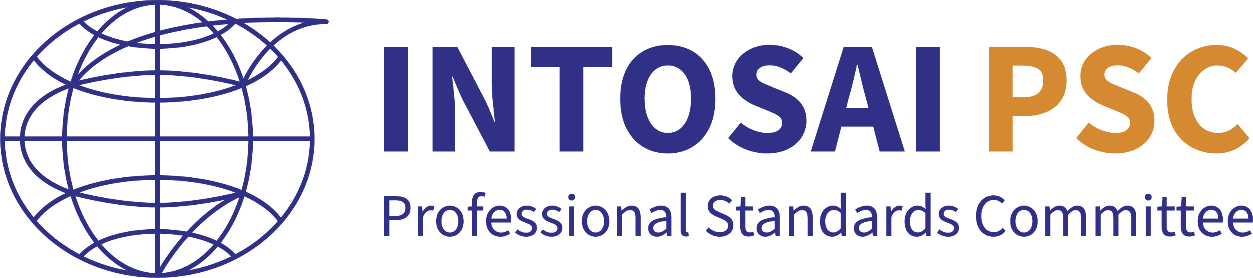 INTOSAI PSC
Professional Standards Committee